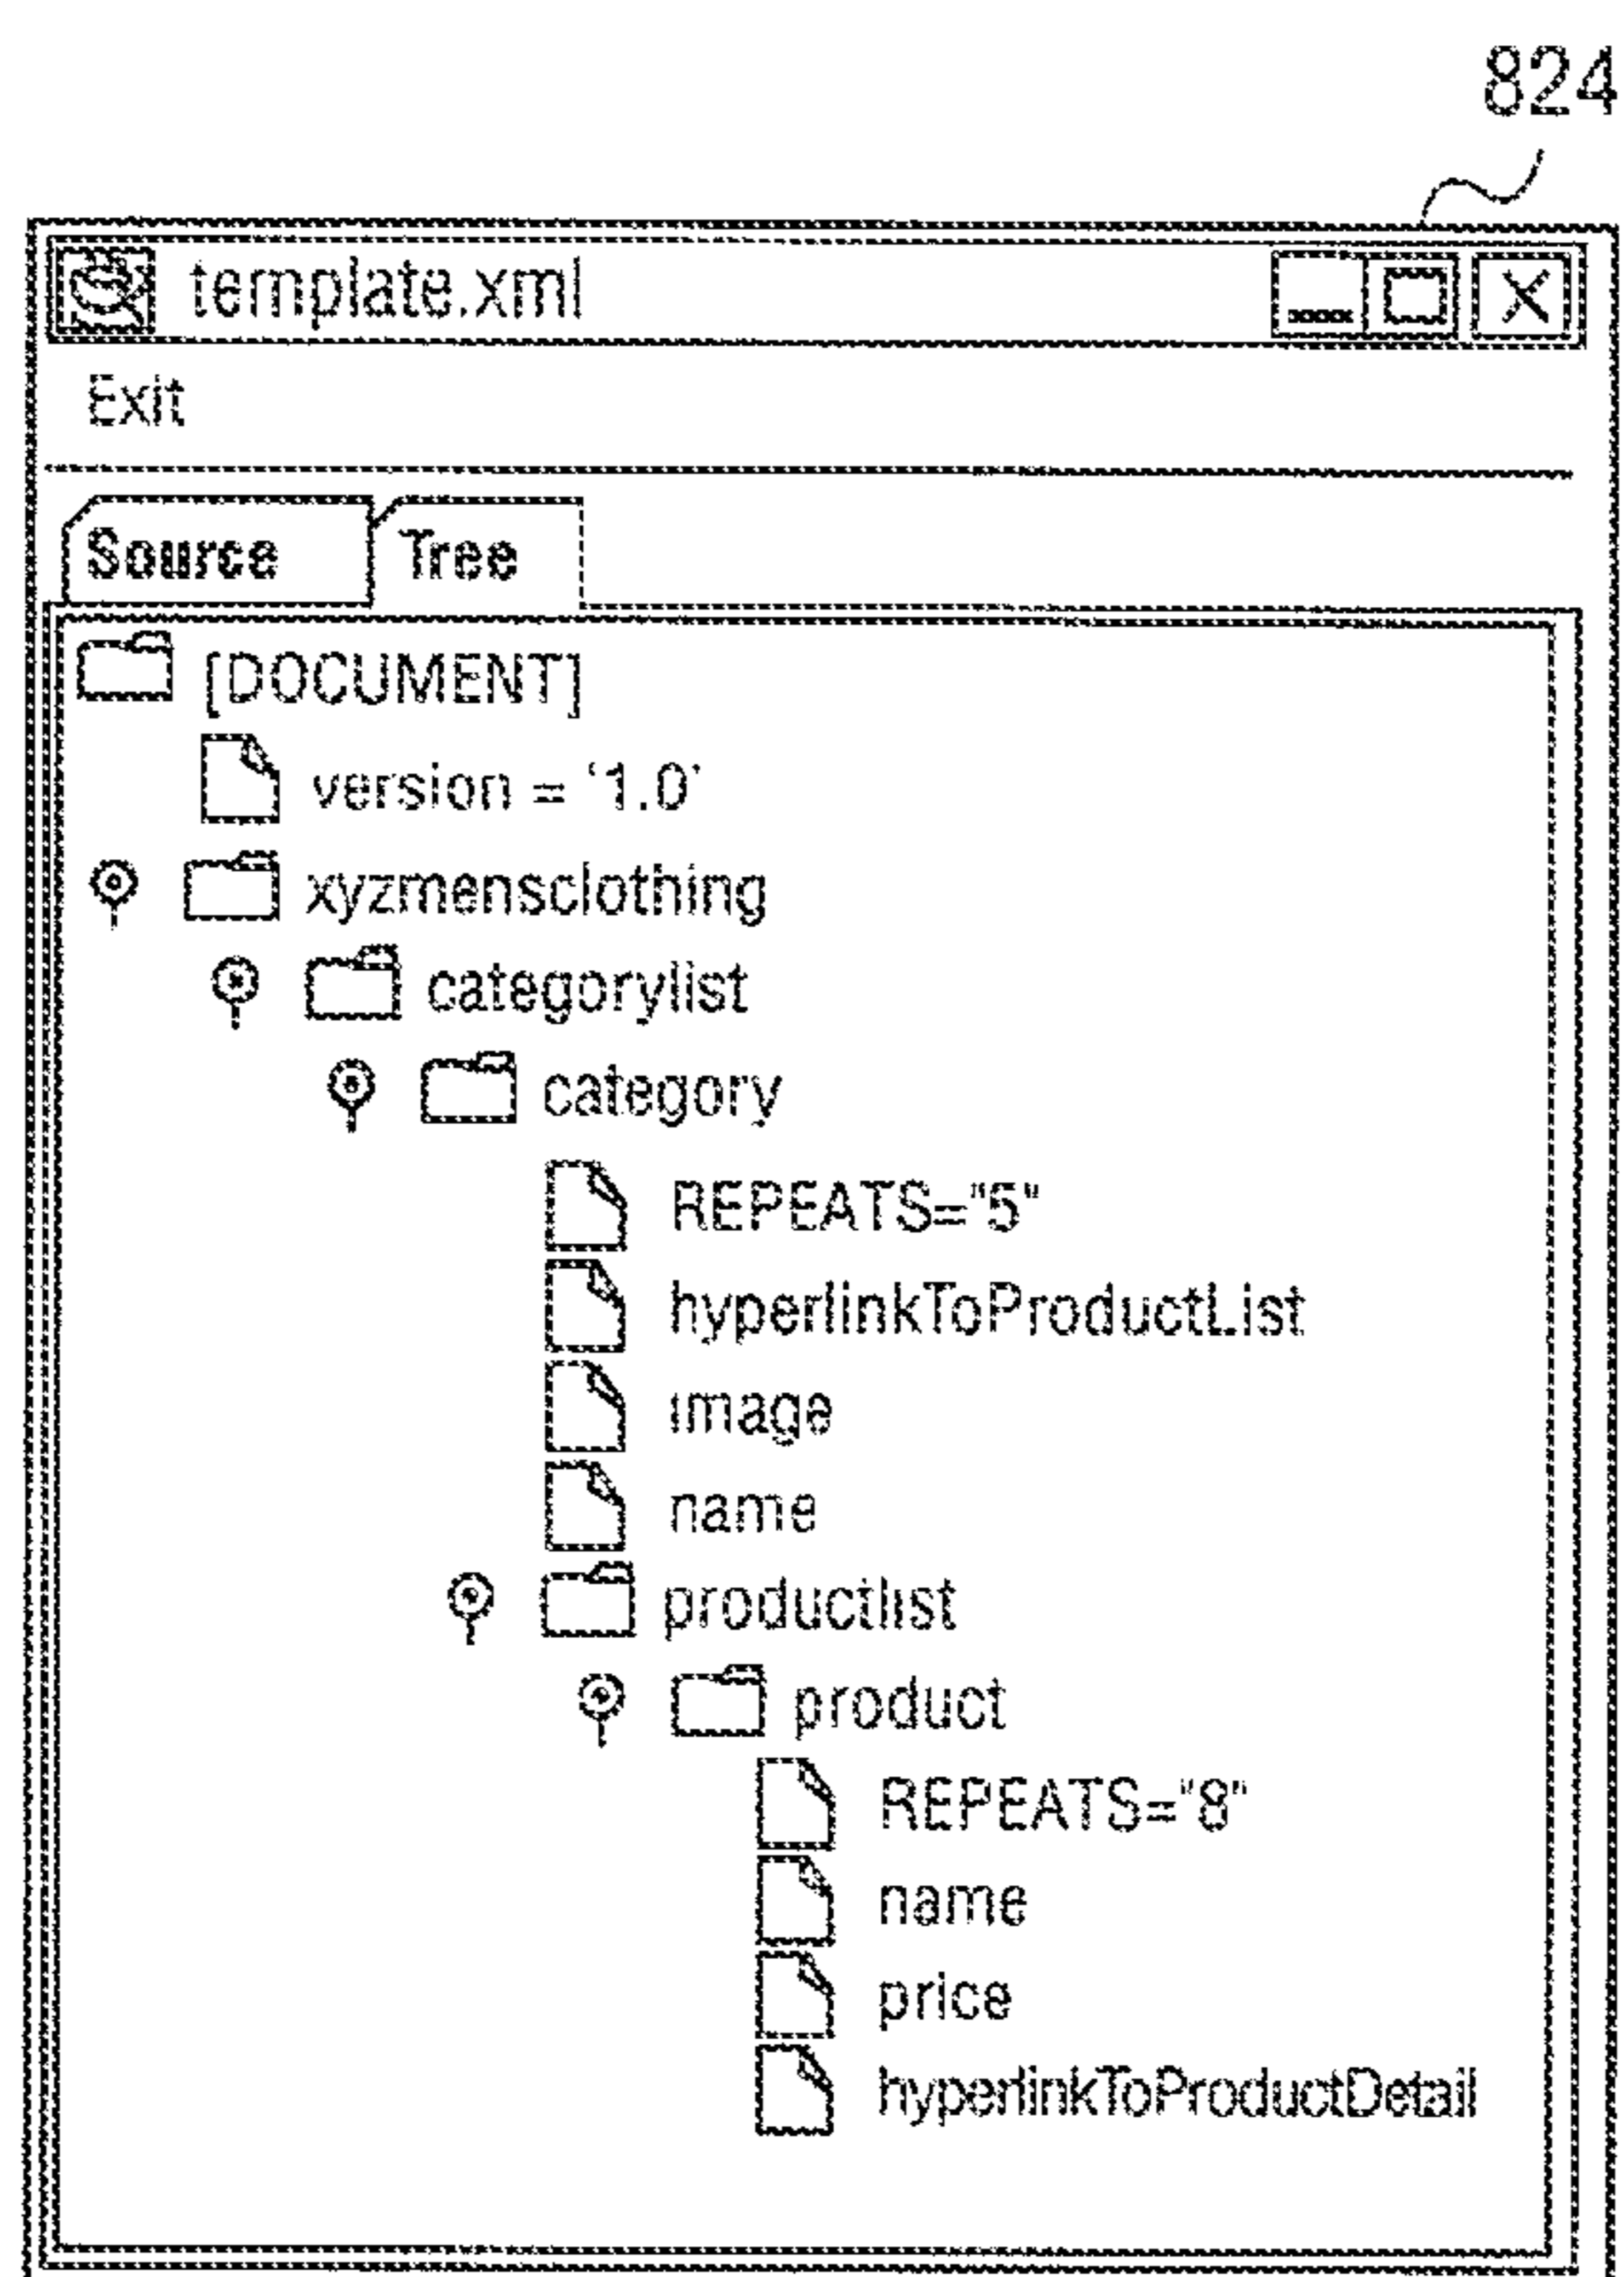 824
template.xml
Exit
Source Tree
[DOCUMENT]
version = '1.0'
xyzmensclothing
categorylist
category
REPEATS="5"
hyperlinkToProductList
image
name
productlist
product
REPEATS="8"
name
price
hyperlinkToProductDetail